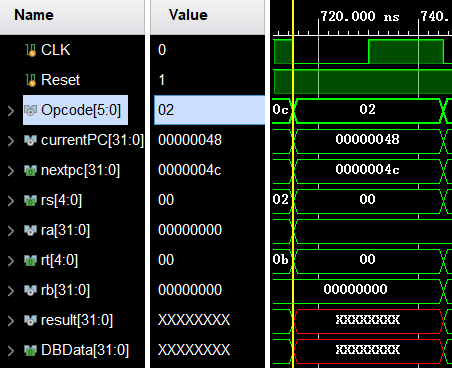 Name Value 720.000 ns 740.
CLK 0
Reset 1
Opcode[5:0] 02 0c 02
currentPC[31:0] 00000048 00000048
nextpc[31:0] 0000004c 0000004c
rs[4:0] 00 02 00
ra[31:0] 00000000
rt[4:0] 00 0b 00
rb[31:0] 00000000 00000000
result[31:0] XXXXXXXX XXXXXXXX
DBData[31:0] XXXXXXXX XXXXXXXX